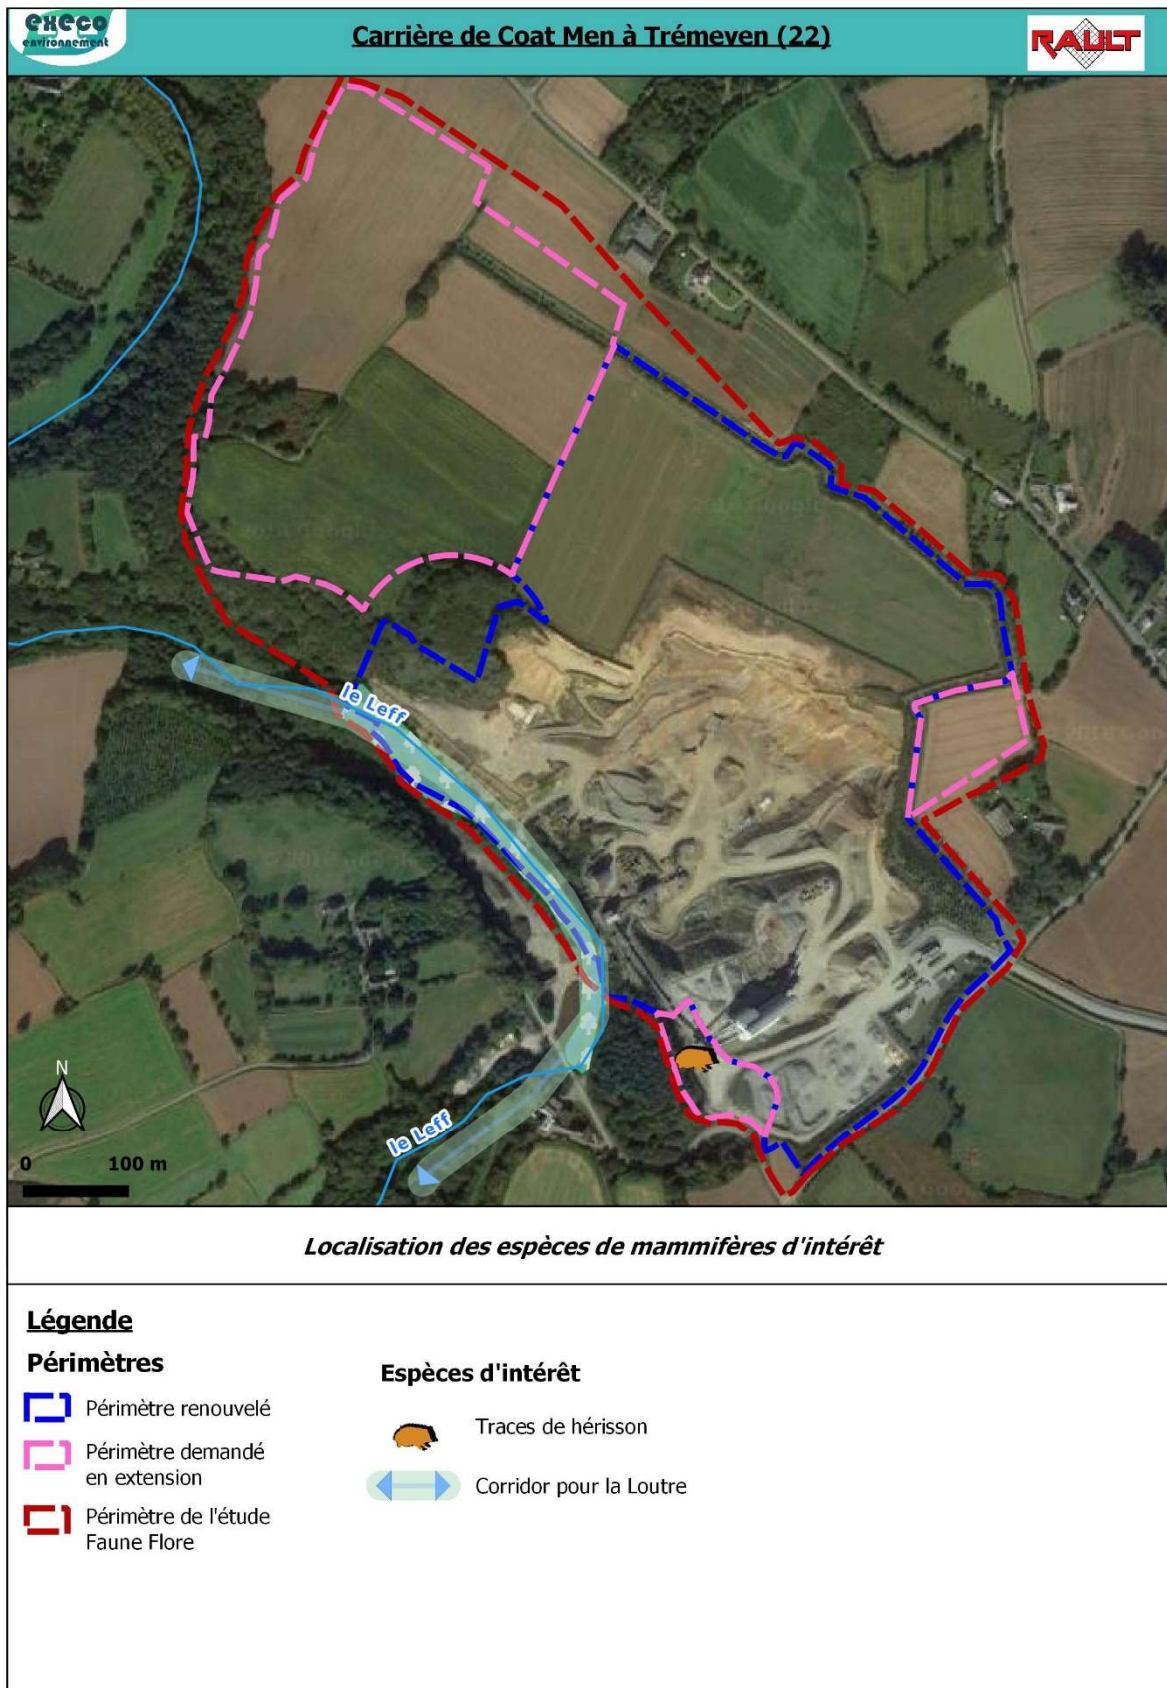 execo
environnement
Carrière de Coat Men à Trémeven (22)
RAULT
le Leff
le Leff
N
0 100 m
Localisation des espèces de mammifères d'intérêt
Légende
Périmètres
Périmètre renouvelé
Périmètre demandé
en extension
Périmètre de l'étude
Faune Flore
Espèces d'intérêt
Traces de hérisson
Corridor pour la Loutre